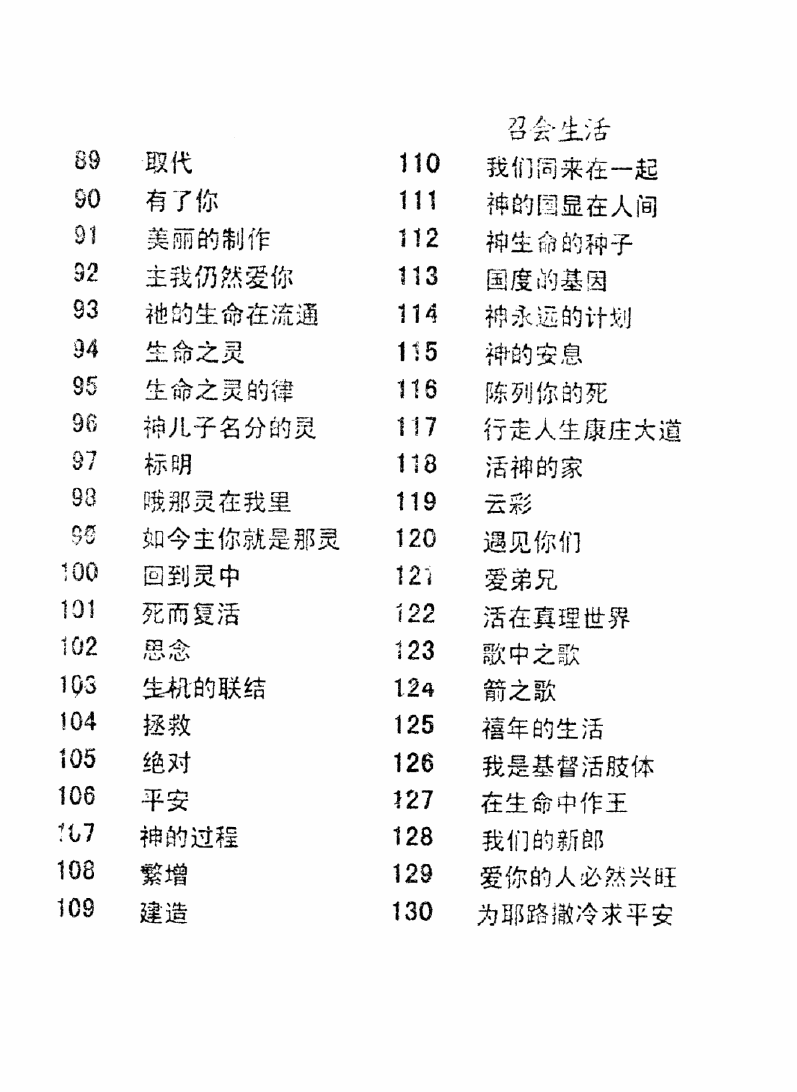 89 取代
90 有了你
91 美丽的制作
92 主我仍然爱你
93 祂的生命在流通
94 生命之灵
95 生命之灵的律
96 神儿子名分的灵
97 标明
98 哦那灵在我里
99 如今主你就是那灵
100 回到灵中
101 死而复活
102 思念
103 生机的联结
104 拯救
105 绝对
106 平安
107 神的过程
108 繁增
109 建造
召会生活
110 我们同来在一起
111 神的国显在人间
112 神生命的种子
113 国度的基因
114 神永远的计划
115 神的安息
116 陈列你的死
117 行走人生康庄大道
118 活神的家
119 云彩
120 遇见你们
121 爱弟兄
122 活在真理世界
123 歌中之歌
124 箭之歌
125 禧年的生活
126 我是基督活肢体
127 在生命中作王
128 我们的新郎
129 爱你的人必然兴旺
130 为耶路撒冷求平安